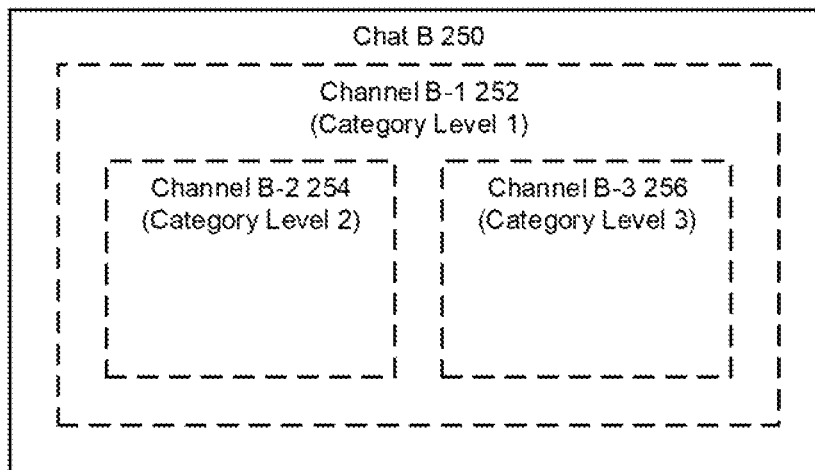 Chat B 250
Channel B-1 252
(Category Level 1)
Channel B-2 254
(Category Level 2)
Channel B-3 256
(Category Level 3)